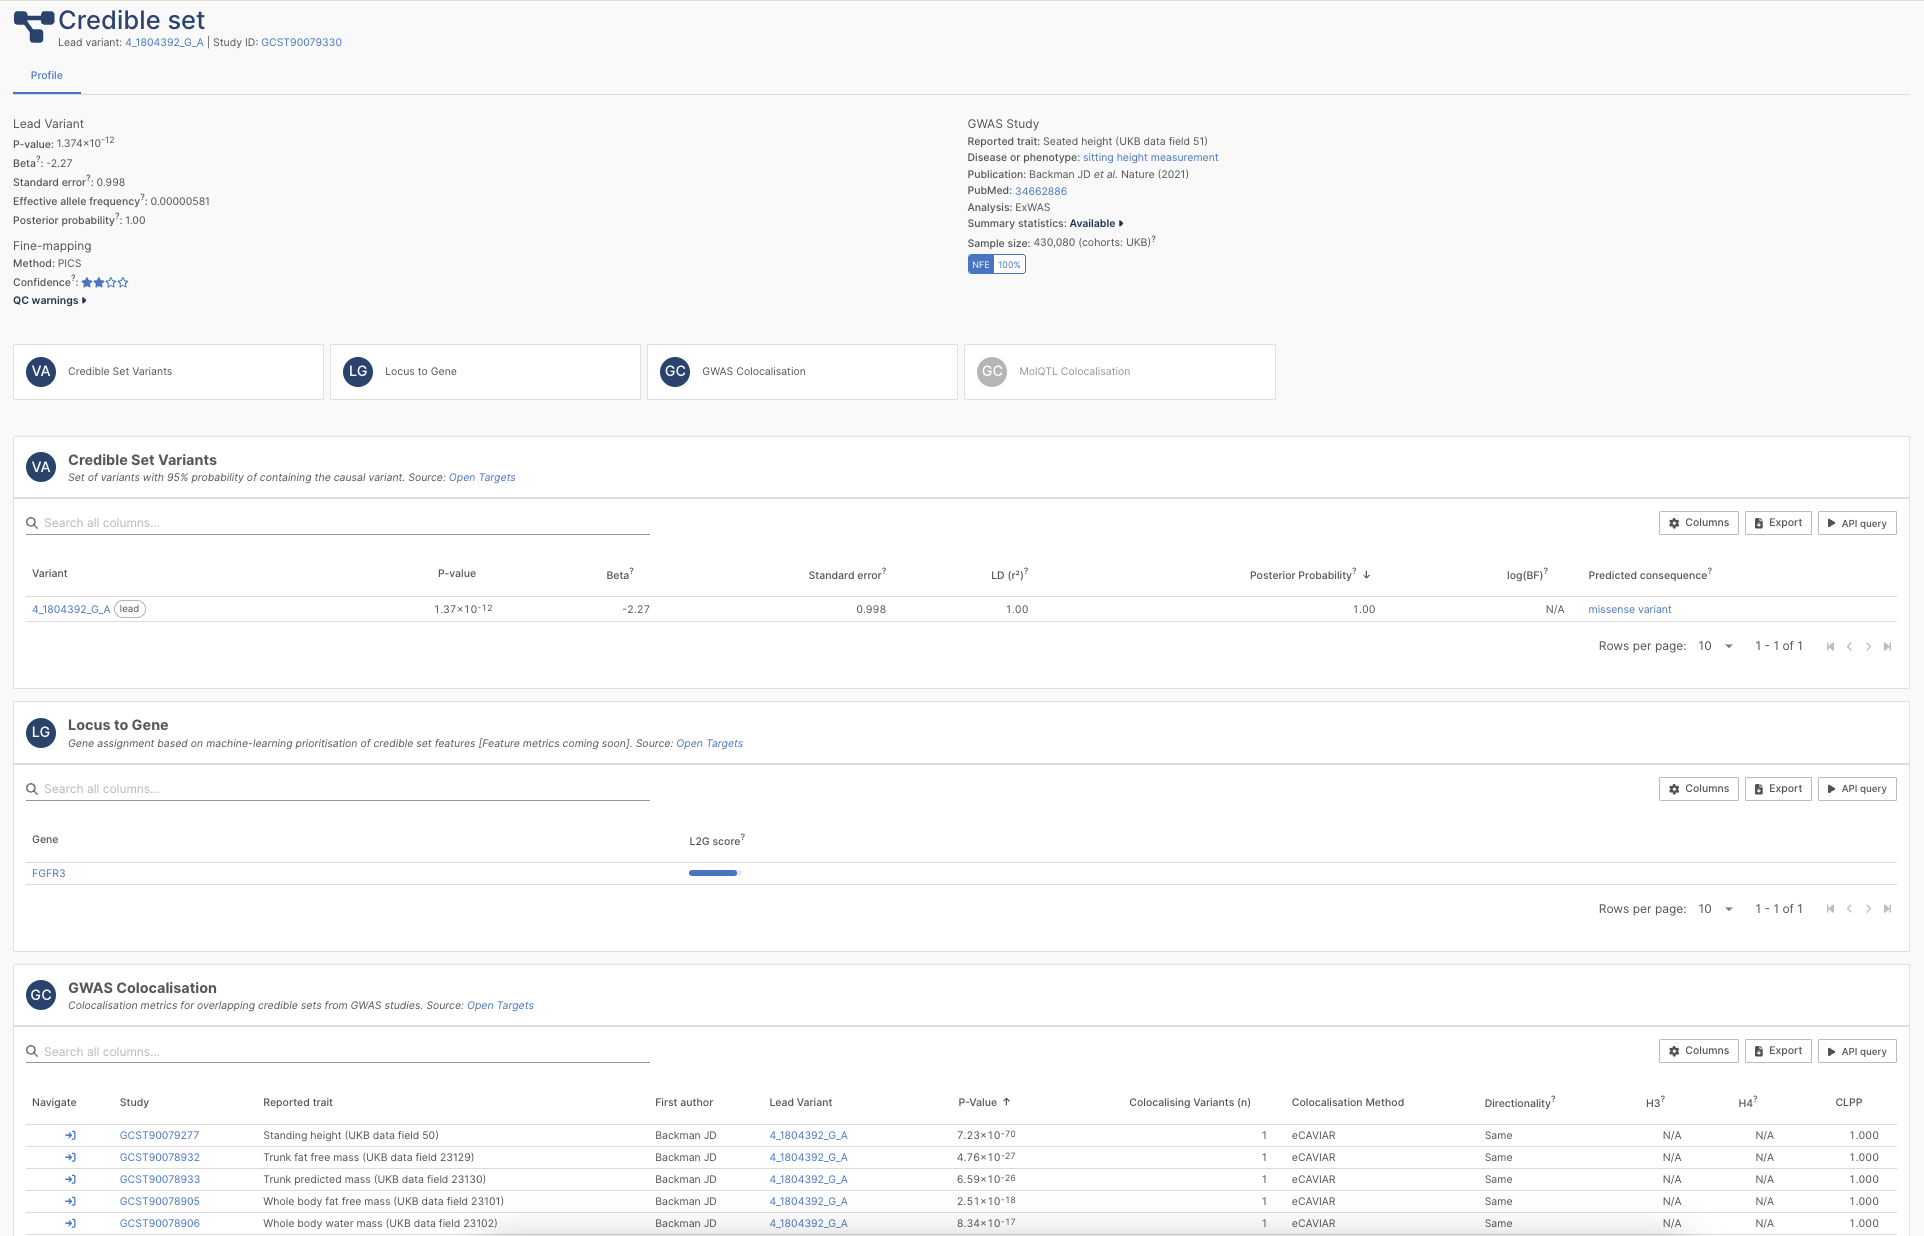 Credible set
Lead variant: 4_1804392_G_A | Study ID: GCST90079330
Profile
Lead Variant
P-value: 1.374×10-12
Beta?: -2.27
Standard error?: 0.998
Effective allele frequency?: 0.00000581
Posterior probability?: 1.00
Fine-mapping
Method: PICS
Confidence?:
QC warnings
GWAS Study
Reported trait: Seated height (UKB data field 51)
Disease or phenotype: sitting height measurement
Publication: Backman JD et al. Nature (2021)
PubMed: 34662886
Analysis: ExWAS
Summary statistics: Available
Sample size: 430,080 (cohorts: UKB)?
NFE 100%
VA Credible Set Variants
LG Locus to Gene
GC GWAS Colocalisation
GC MolQTL Colocalisation
VA Credible Set Variants
Set of variants with 95% probability of containing the causal variant. Source: Open Targets
Search all columns...
Columns Export API query
Variant P-value Beta? Standard error? LD (r²)? Posterior Probability? ↓ log(BF)? Predicted consequence?
4_1804392_G_A lead 1.37×10-12 -2.27 0.998 1.00 1.00 N/A missense variant
Rows per page: 10 1 - 1 of 1
LG Locus to Gene
Gene assignment based on machine-learning prioritisation of credible set features [Feature metrics coming soon]. Source: Open Targets
Search all columns...
Columns Export API query
Gene L2G score?
FGFR3
Rows per page: 10 1 - 1 of 1
GC GWAS Colocalisation
Colocalisation metrics for overlapping credible sets from GWAS studies. Source: Open Targets
Search all columns...
Columns Export API query
Navigate Study Reported trait First author Lead Variant P-Value ↑ Colocalising Variants (n) Colocalisation Method Directionality? H3? H4? CLPP
GCST90079277 Standing height (UKB data field 50) Backman JD 4_1804392_G_A 7.23×10-70 1 eCAVIAR Same N/A N/A 1.000
GCST90078932 Trunk fat free mass (UKB data field 23129) Backman JD 4_1804392_G_A 4.76×10-27 1 eCAVIAR Same N/A N/A 1.000
GCST90078933 Trunk predicted mass (UKB data field 23130) Backman JD 4_1804392_G_A 6.59×10-26 1 eCAVIAR Same N/A N/A 1.000
GCST90078905 Whole body fat free mass (UKB data field 23101) Backman JD 4_1804392_G_A 2.51×10-18 1 eCAVIAR Same N/A N/A 1.000
GCST90078906 Whole body water mass (UKB data field 23102) Backman JD 4_1804392_G_A 8.34×10-17 1 eCAVIAR Same N/A N/A 1.000